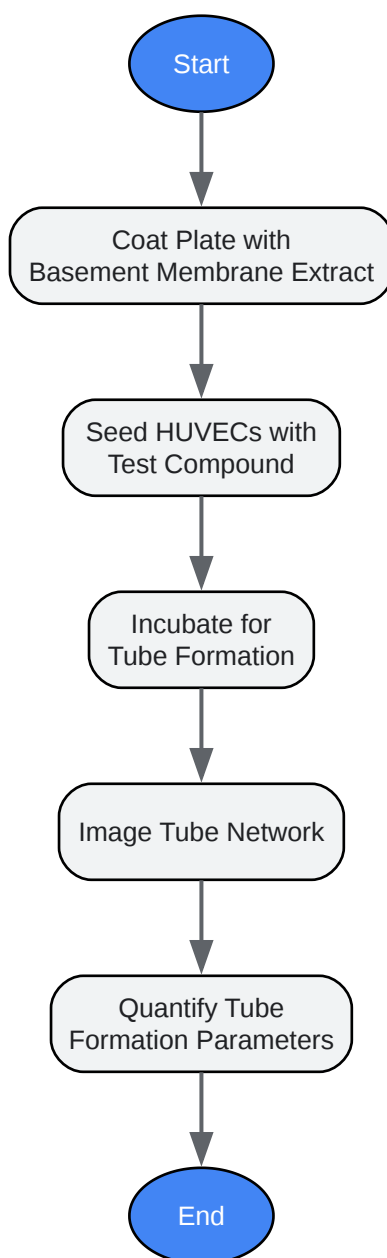 Start
Coat Plate with
Basement Membrane Extract
Seed HUVECs with
Test Compound
Incubate for
Tube Formation
Image Tube Network
Quantify Tube
Formation Parameters
End